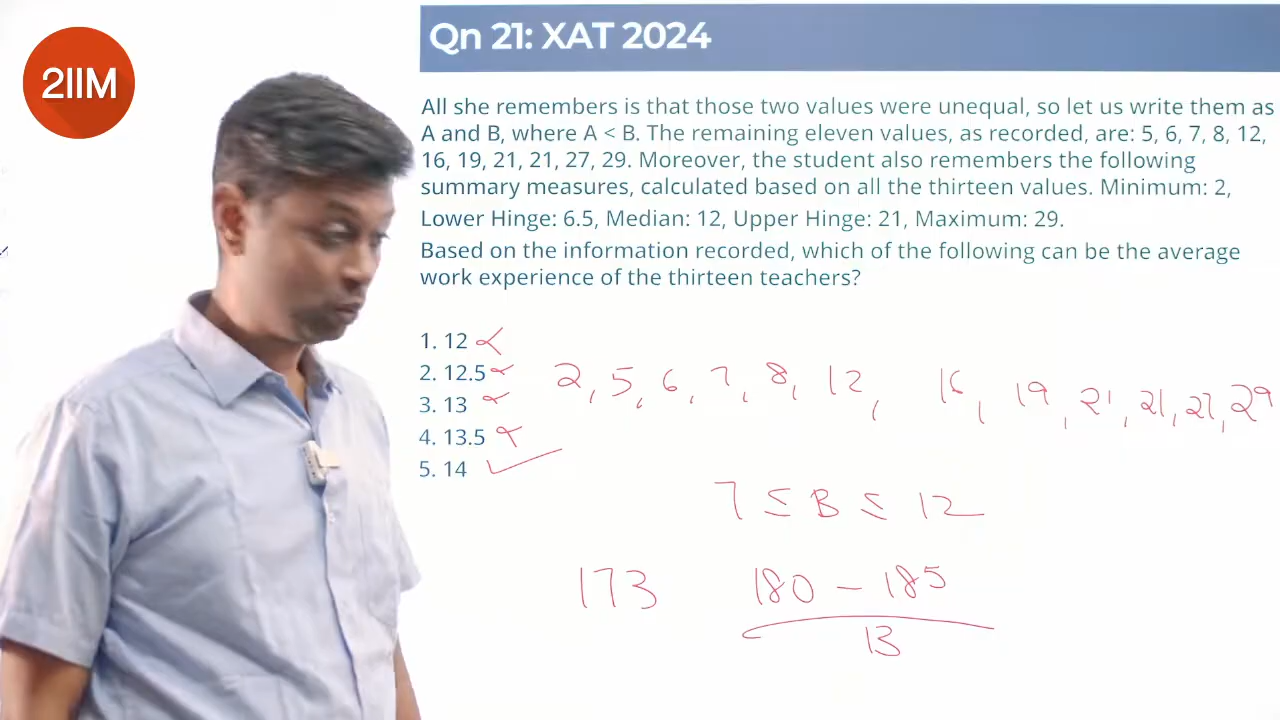 2IIM
Qn 21: XAT 2024
All she remembers is that those two values were unequal, so let us write them as
A and B, where A < B. The remaining eleven values, as recorded, are: 5, 6, 7, 8, 12,
16, 19, 21, 21, 27, 29. Moreover, the student also remembers the following
summary measures, calculated based on all the thirteen values. Minimum: 2,
Lower Hinge: 6.5, Median: 12, Upper Hinge: 21, Maximum: 29.
Based on the information recorded, which of the following can be the average
work experience of the thirteen teachers?
1. 12
2. 12.5
3. 13
4. 13.5
5. 14
2, 5, 6, 7, 8, 12, 16, 19, 21, 21, 27, 29
7 ≤ B ≤ 12
173
180 - 185
13